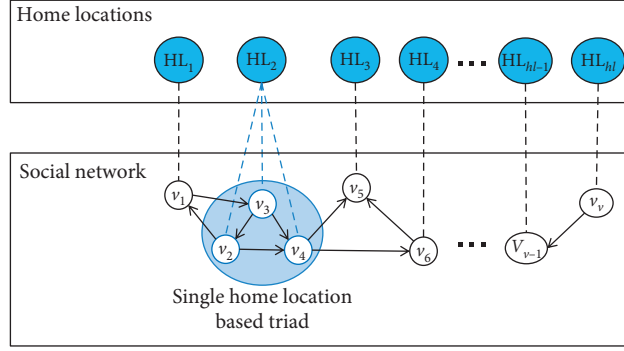 Home locations
HL₁ HL₂ HL₃ HL₄ ... HLₕₗ₋₁ HLₕₗ
Social network
v₁ v₃ v₅ vᵥ
v₂ v₄ v₆ ... Vᵥ₋₁
Single home location
based triad